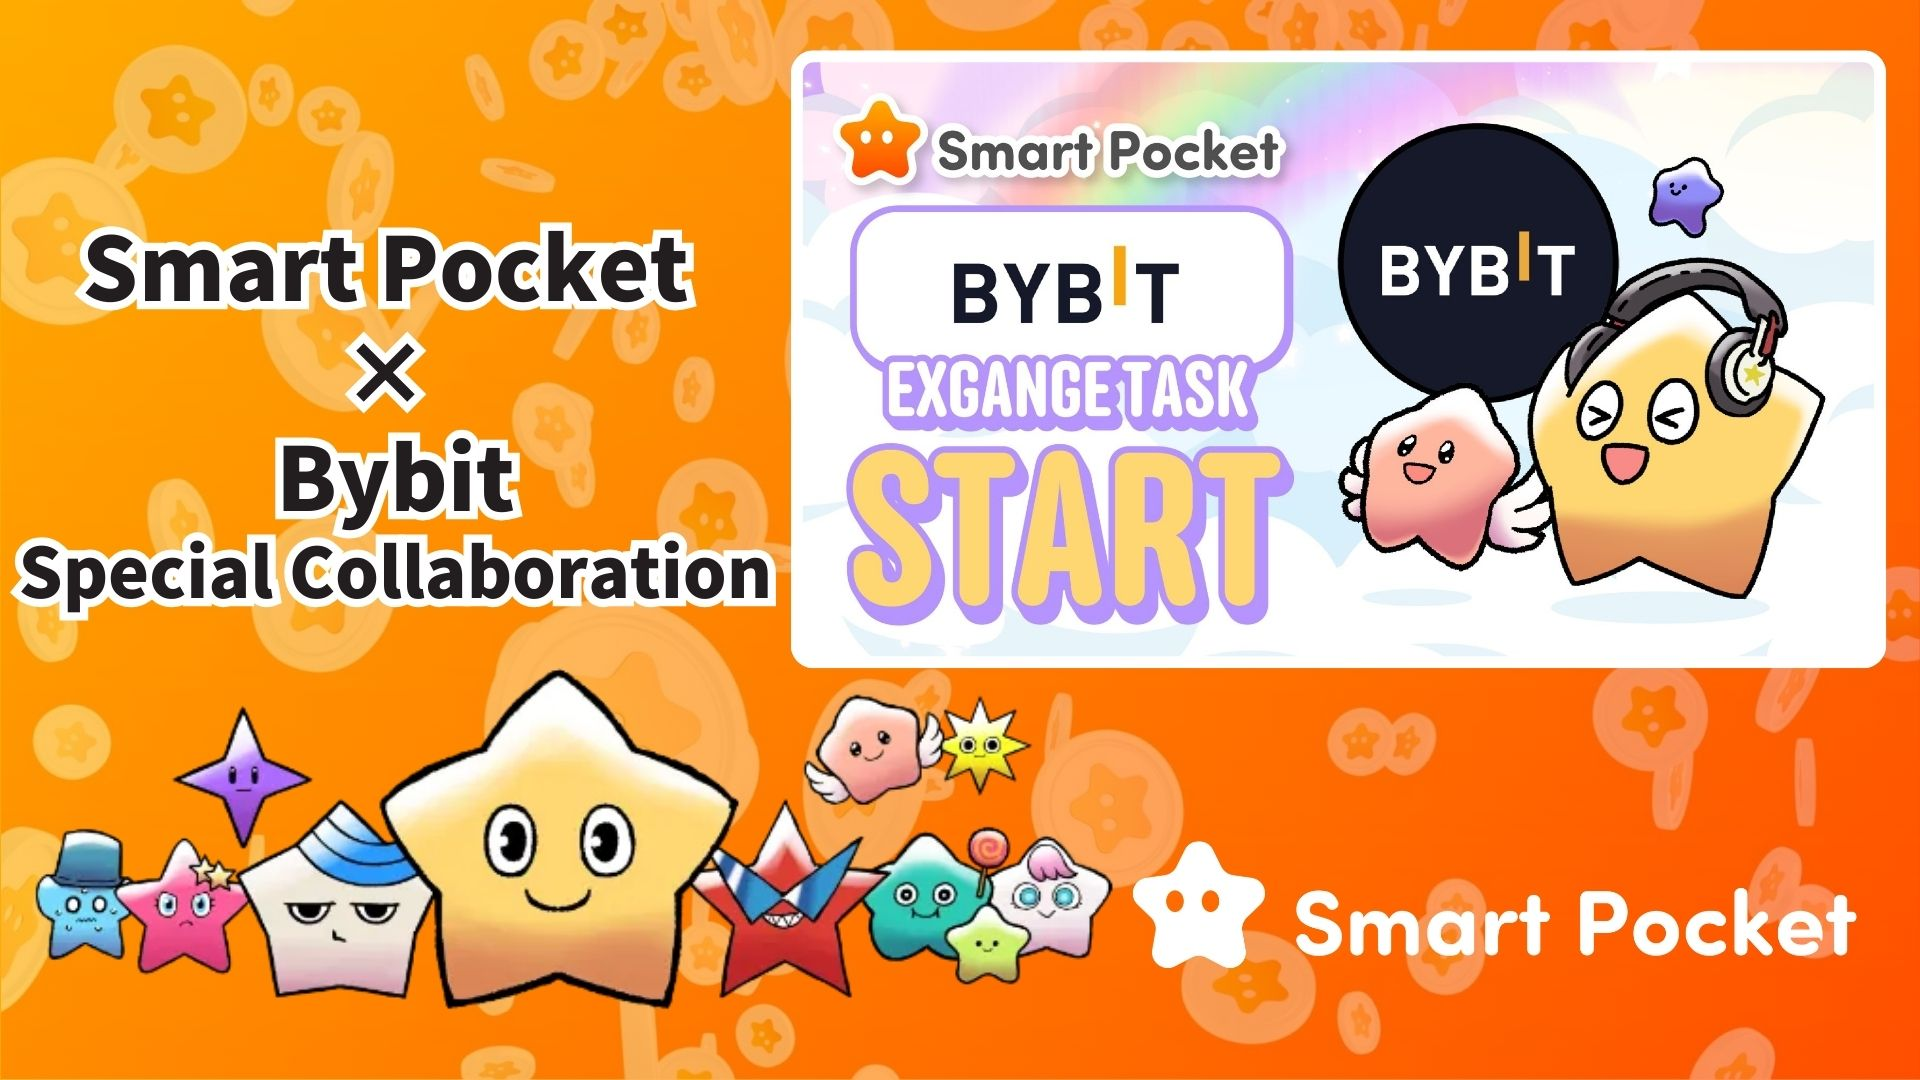 Smart Pocket
×
Bybit
Special Collaboration
Smart Pocket
BYBIT
EXGANGE TASK
START
BYBIT
Smart Pocket